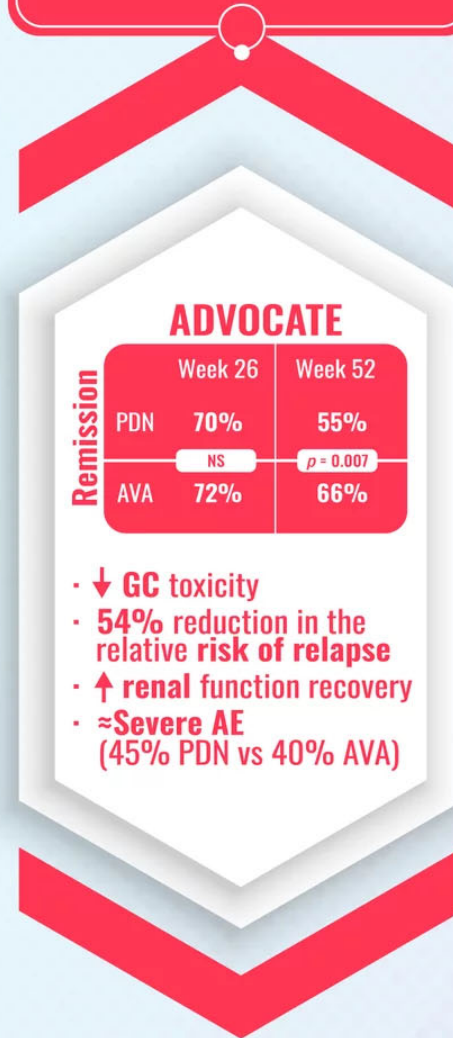 ADVOCATE
Remission
Week 26 Week 52
PDN 70% 55%
NS p = 0.007
AVA 72% 66%
· ↓ GC toxicity
· 54% reduction in the
relative risk of relapse
· ↑ renal function recovery
· ≈Severe AE
(45% PDN vs 40% AVA)